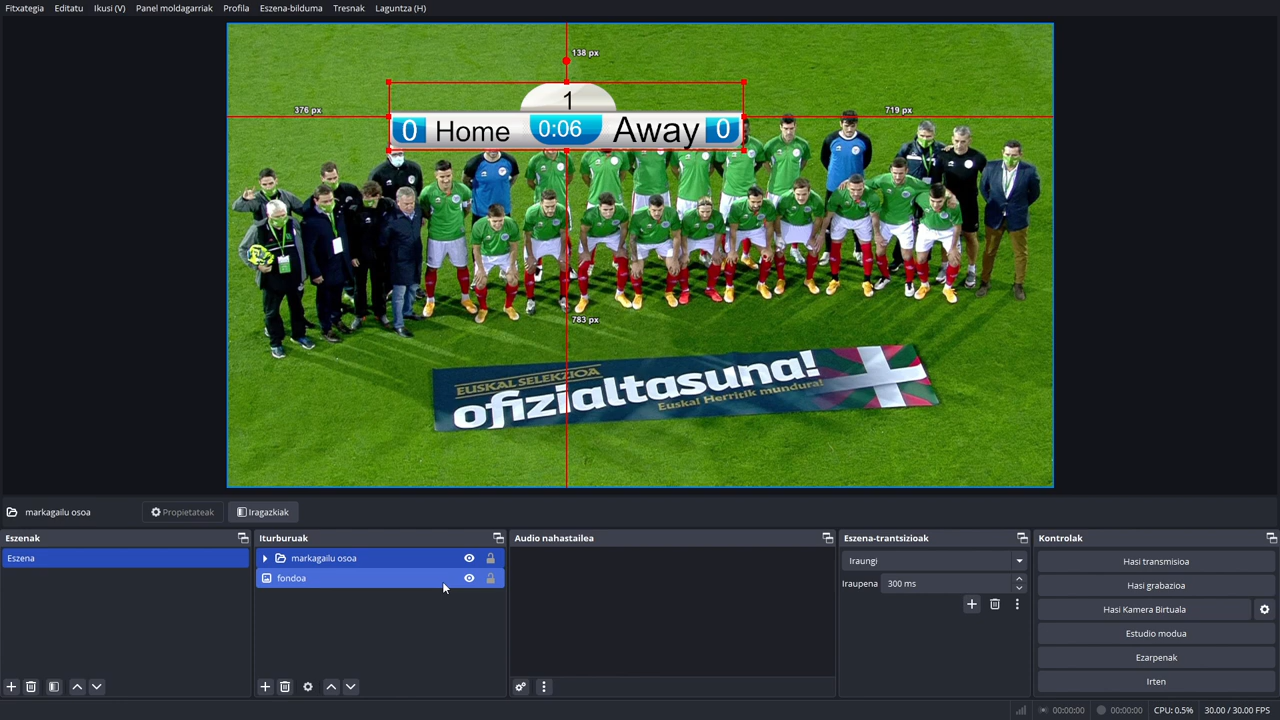 Fitxategia Editatu Ikusi (V) Panel moldagarriak Profila Eszena-bilduma Tresnak Laguntza (H)
138 px
376 px
719 px
1
0 Home 0:06 Away 0
783 px
EUSKAL SELEKZIOA
ofizialtasuna!
Euskal Herritik mundura!
markagailu osoa Propietateak Iragazkiak
Eszenak
Eszena
Iturburuak
markagailu osoa
fondoa
Audio nahastailea
Eszena-transtsizioak
Iraungi
Iraupena 300 ms
Kontrolak
Hasi transmisioa
Hasi grabazioa
Hasi Kamera Birtuala
Estudio modua
Ezarpenak
Irten
00:00:00 00:00:00 CPU: 0.5% 30.00 / 30.00 FPS